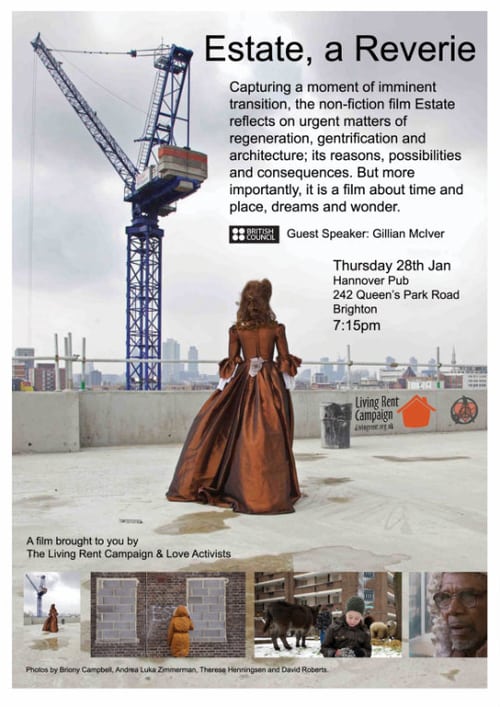 Estate, a Reverie
Capturing a moment of imminent
transition, the non-fiction film Estate
reflects on urgent matters of
regeneration, gentrification and
architecture; its reasons, possibilities
and consequences. But more
importantly, it is a film about time and
place, dreams and wonder.
BRITISH
COUNCIL
Guest Speaker: Gillian McIver
Thursday 28th Jan
Hannover Pub
242 Queen's Park Road
Brighton
7:15pm
Living Rent
Campaign
Livingrent.org.uk
A film brought to you by
The Living Rent Campaign & Love Activists
Photos by Briony Campbell, Andrea Luka Zimmerman, Therese Henningsen and David Roberts.